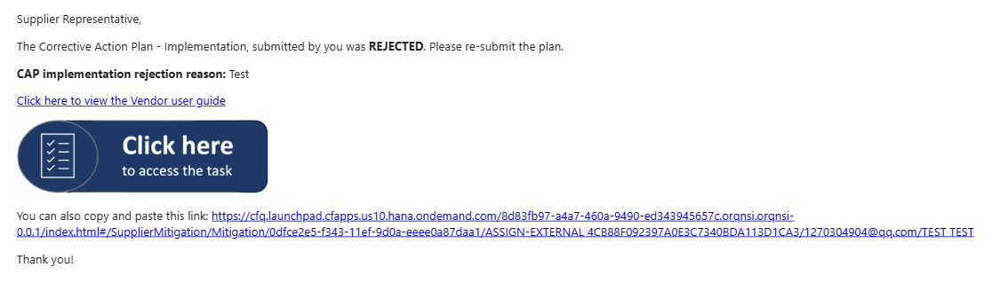 Supplier Representative,
The Corrective Action Plan - Implementation, submitted by you was REJECTED. Please re-submit the plan.
CAP implementation rejection reason: Test
Click here to view the Vendor user guide
Click here
to access the task
You can also copy and paste this link: https://cfq.launchpad.cfapps.us10.hana.ondemand.com/8d83fb97-a4a7-460a-9490-ed343945657c.orqnsi.orqnsi-
0.0.1/index.html#/SupplierMitigation/Mitigation/0dfce2e5-f343-11ef-9d0a-eeee0a87daa1/ASSIGN-EXTERNAL 4CB88F092397A0E3C7340BDA113D1CA3/1270304904@qq.com/TEST TEST
Thank you!